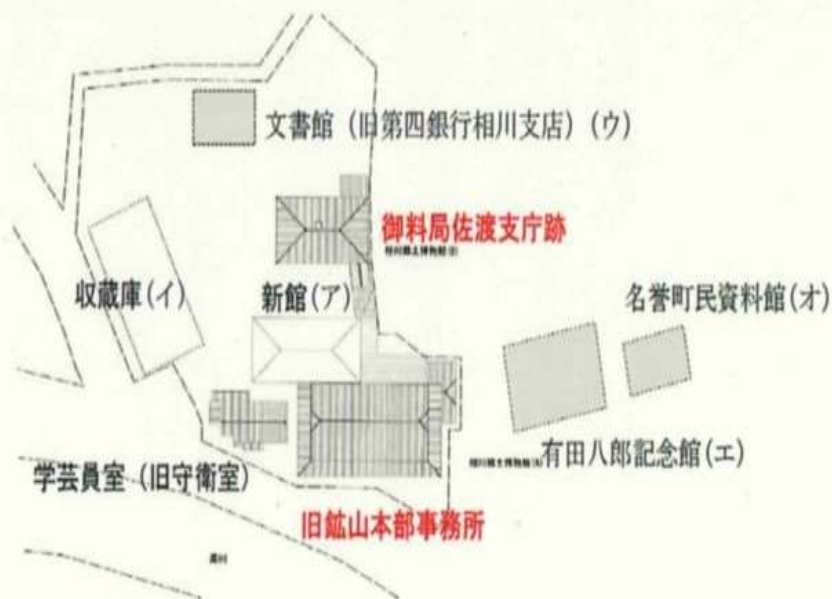 文書館（旧第四銀行相川支店）(ウ)
御料局佐渡支庁跡
収蔵庫(イ)
新館(ア)
名誉町民資料館(オ)
有田八郎記念館(エ)
学芸員室（旧守衛室）
旧鉱山本部事務所